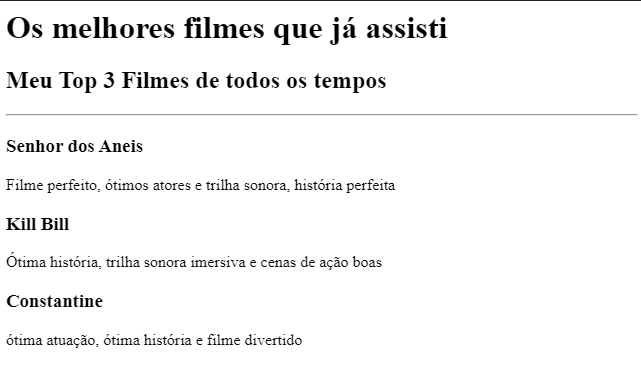 Os melhores filmes que já assisti
Meu Top 3 Filmes de todos os tempos
Senhor dos Aneis
Filme perfeito, ótimos atores e trilha sonora, história perfeita
Kill Bill
Ótima história, trilha sonora imersiva e cenas de ação boas
Constantine
ótima atuação, ótima história e filme divertido